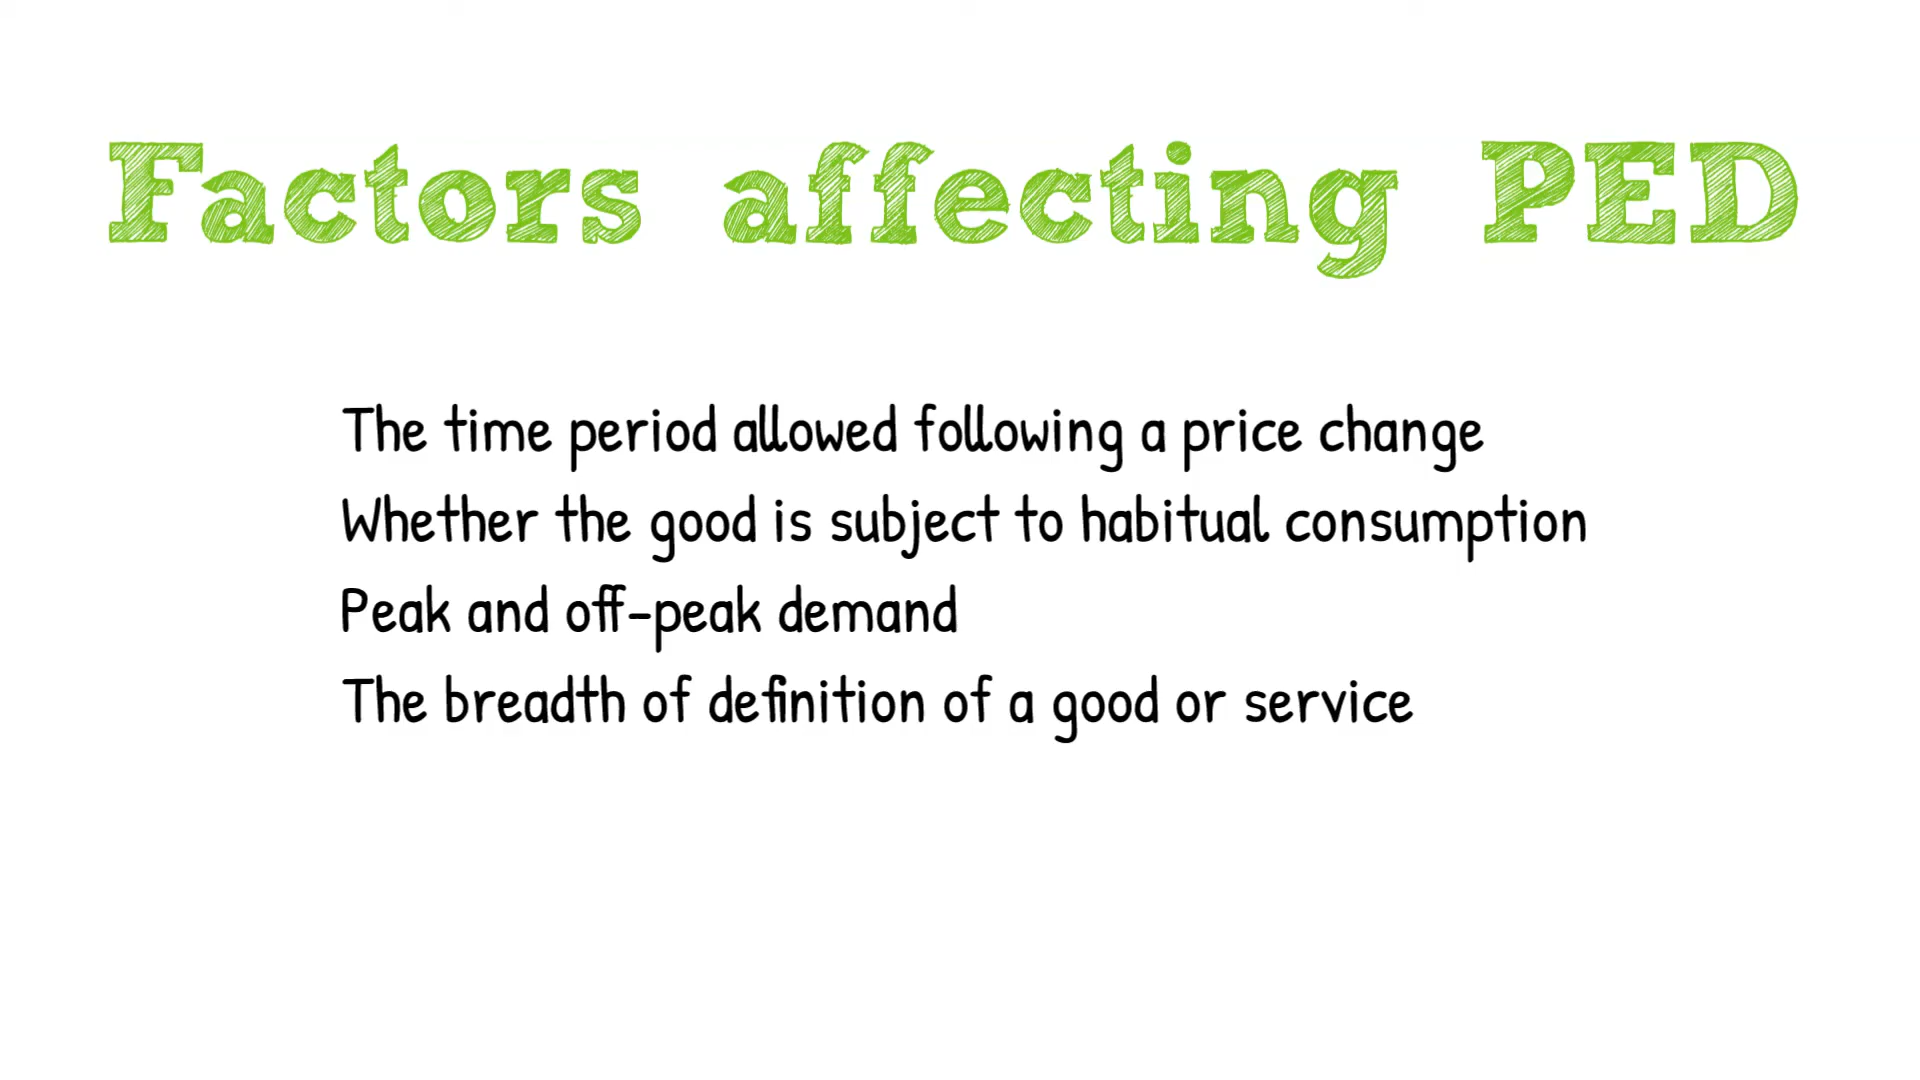 Factors affecting PED
The time period allowed following a price change
Whether the good is subject to habitual consumption
Peak and off-peak demand
The breadth of definition of a good or service